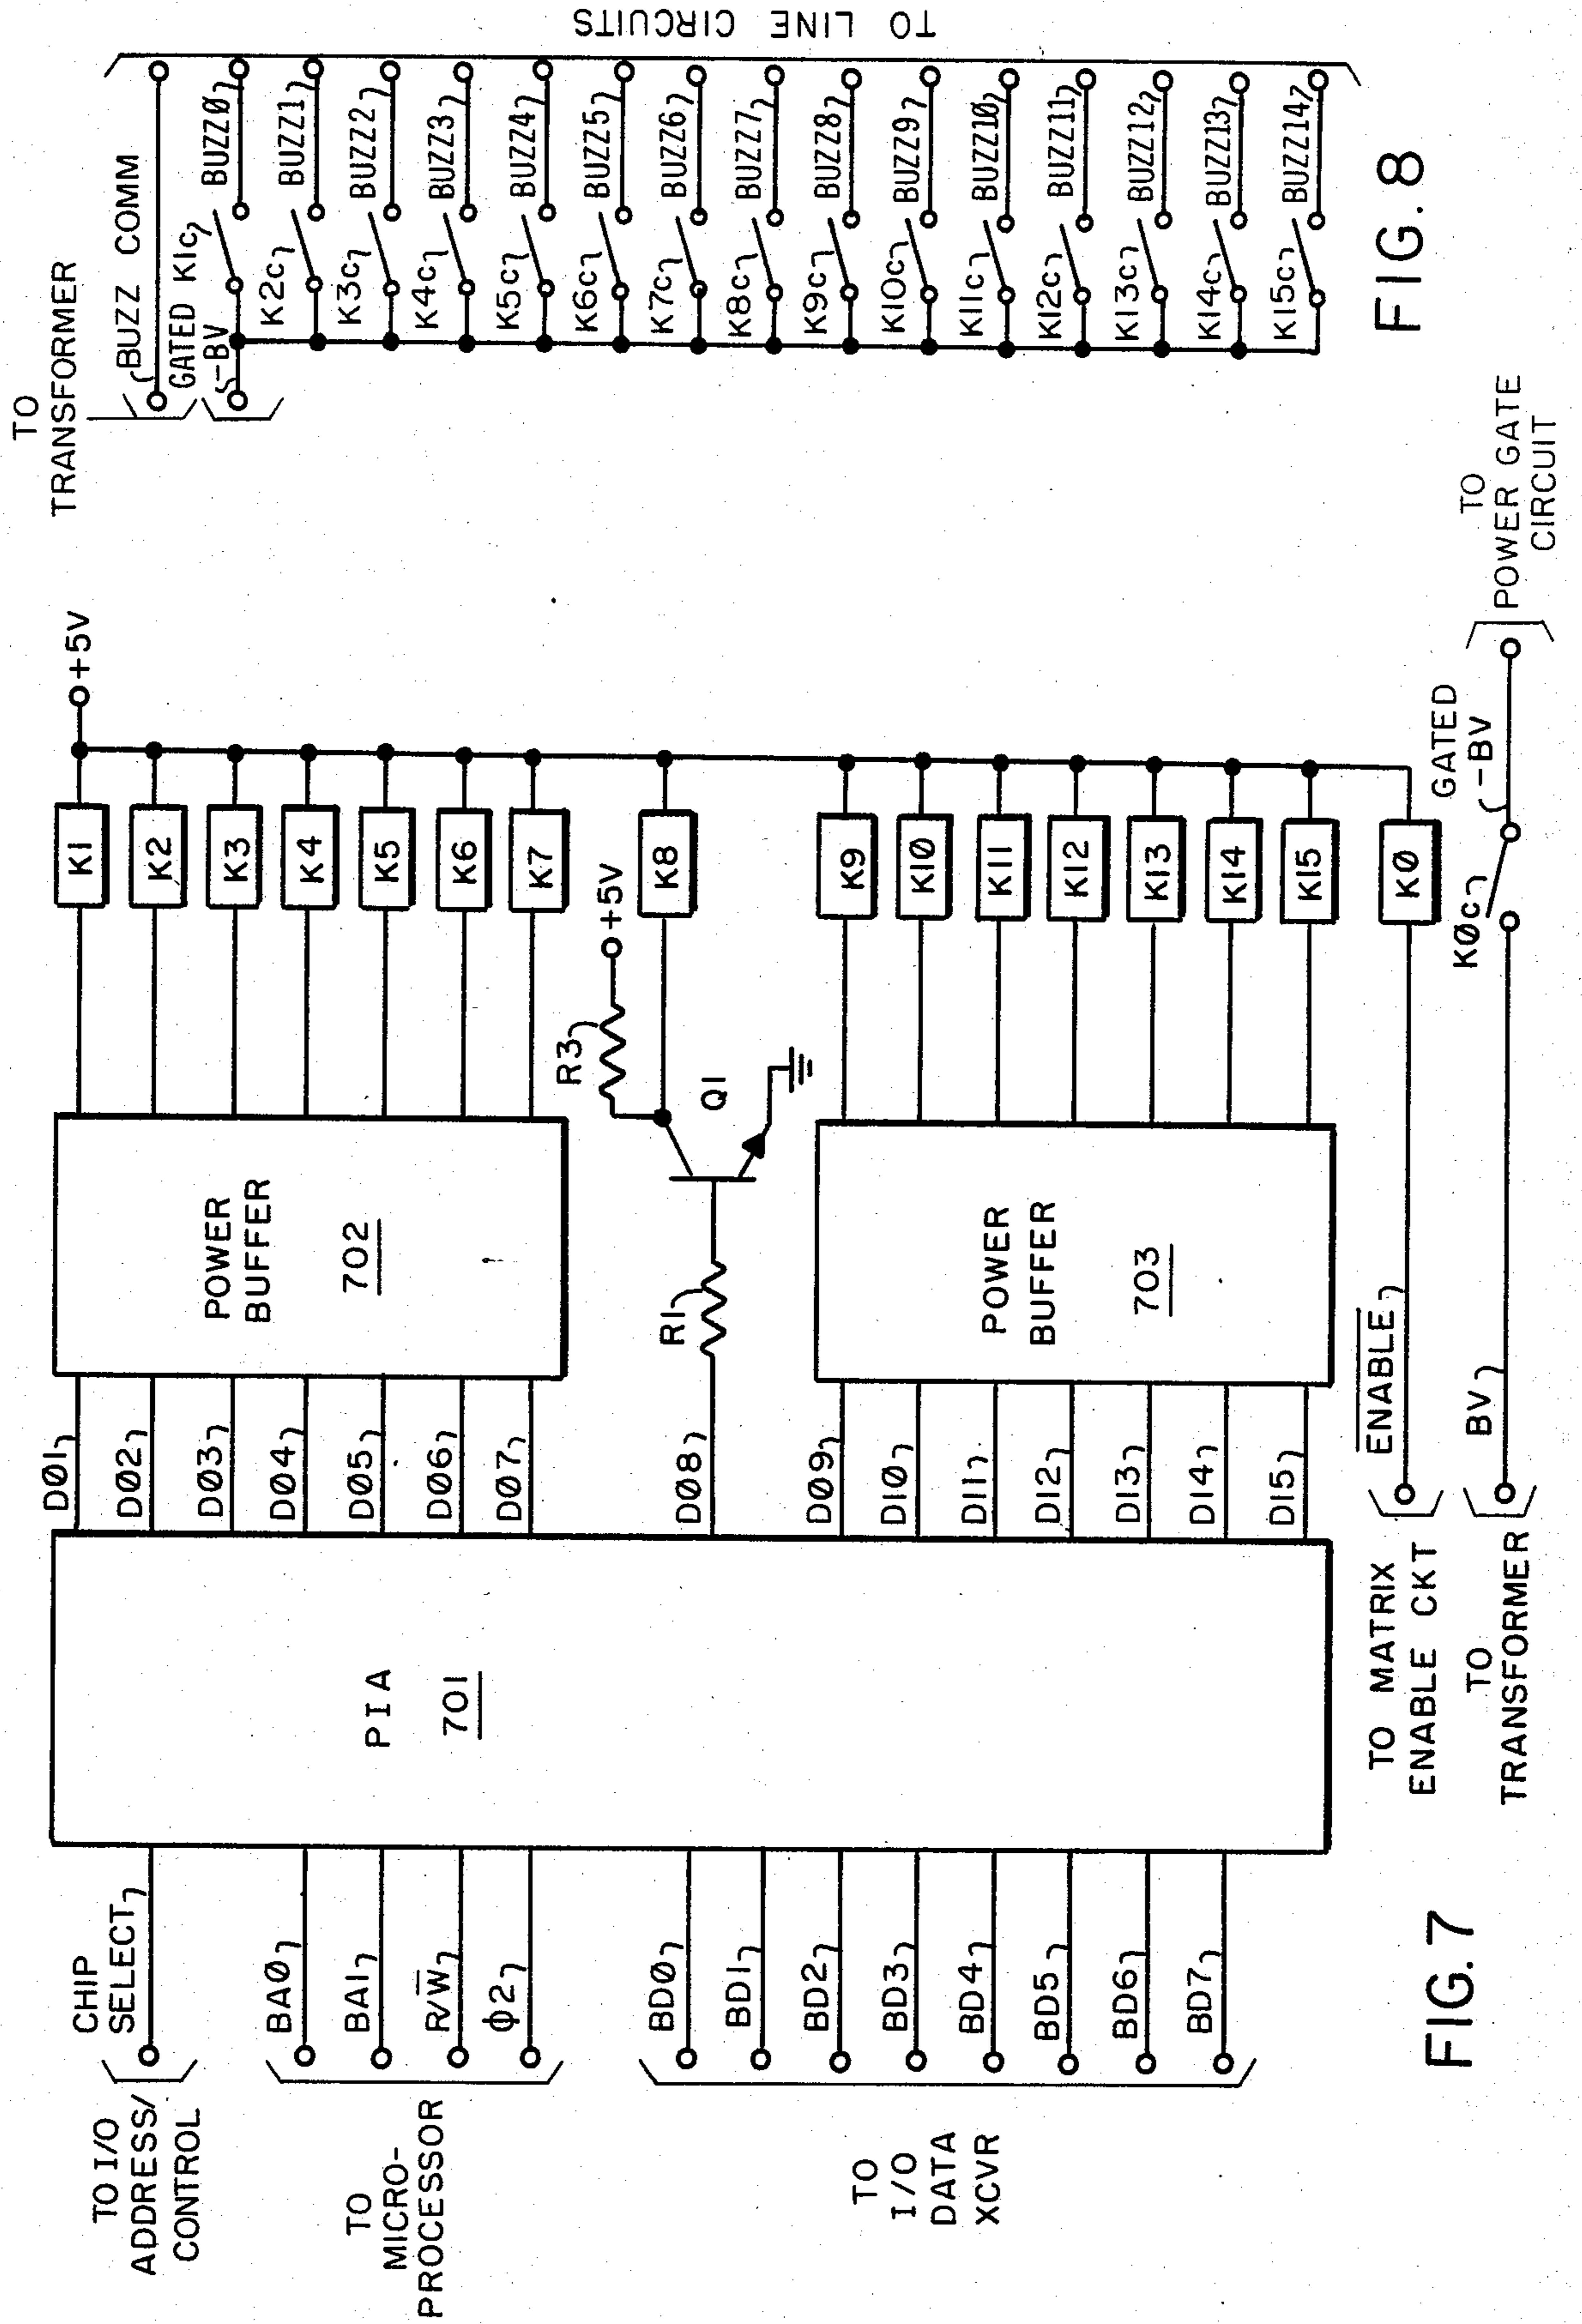 TO I/O
ADDRESS/
CONTROL
CHIP
SELECT
TO
MICRO-
PROCESSOR
BAØ
BA1
R/W̅
ϕ2
TO
I/O
DATA
XCVR
BDØ
BD1
BD2
BD3
BD4
BD5
BD6
BD7
PIA
701
DØ1
DØ2
DØ3
DØ4
DØ5
DØ6
DØ7
DØ8
DØ9
D1Ø
D11
D12
D13
D14
D15
POWER
BUFFER
702
R1
Q1
R3
+5V
POWER
BUFFER
703
K1
K2
K3
K4
K5
K6
K7
K8
K9
K1Ø
K11
K12
K13
K14
K15
KØ
+5V
TO MATRIX
ENABLE CKT
E̅N̅A̅B̅L̅E̅
TO
TRANSFORMER
BV
KØc
GATED
-BV
TO
POWER GATE
CIRCUIT
FIG. 7
TO
TRANSFORMER
BUZZ COMM
GATED
-BV
K1c
K2c
K3c
K4c
K5c
K6c
K7c
K8c
K9c
K10c
K11c
K12c
K13c
K14c
K15c
BUZZØ
BUZZ1
BUZZ2
BUZZ3
BUZZ4
BUZZ5
BUZZ6
BUZZ7
BUZZ8
BUZZ9
BUZZ1Ø
BUZZ11
BUZZ12
BUZZ13
BUZZ14
TO LINE CIRCUITS
FIG. 8